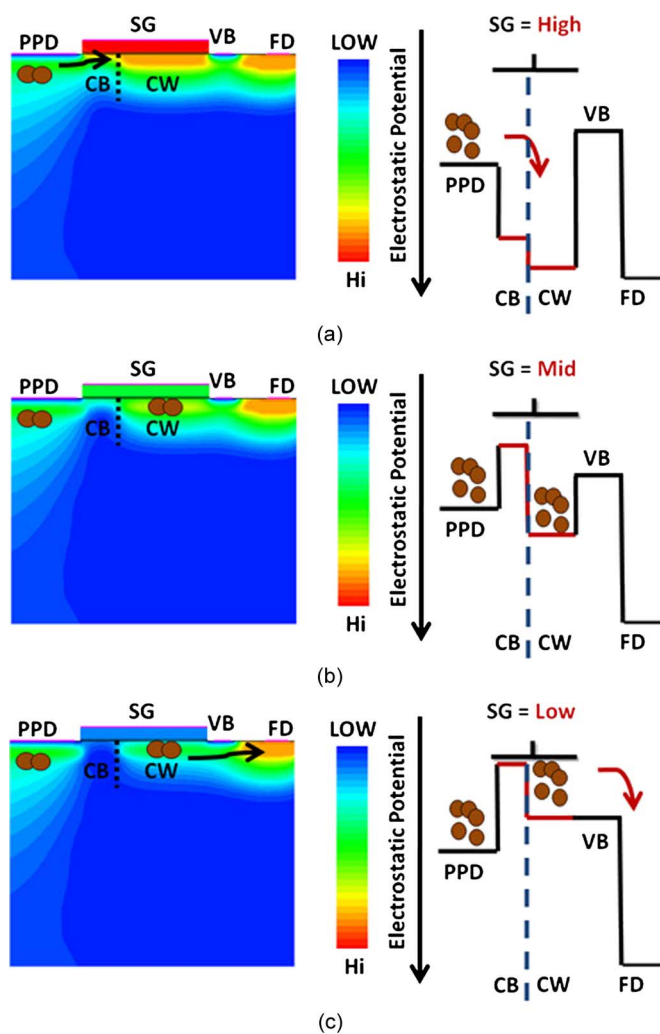 PPD SG VB FD
CB CW
LOW
Electrostatic Potential
Hi
SG = High
VB
PPD
CB CW FD
(a)
PPD SG VB FD
CB CW
LOW
Electrostatic Potential
Hi
SG = Mid
VB
PPD
CB CW FD
(b)
PPD SG VB FD
CB CW
LOW
Electrostatic Potential
Hi
SG = Low
VB
PPD
CB CW FD
(c)